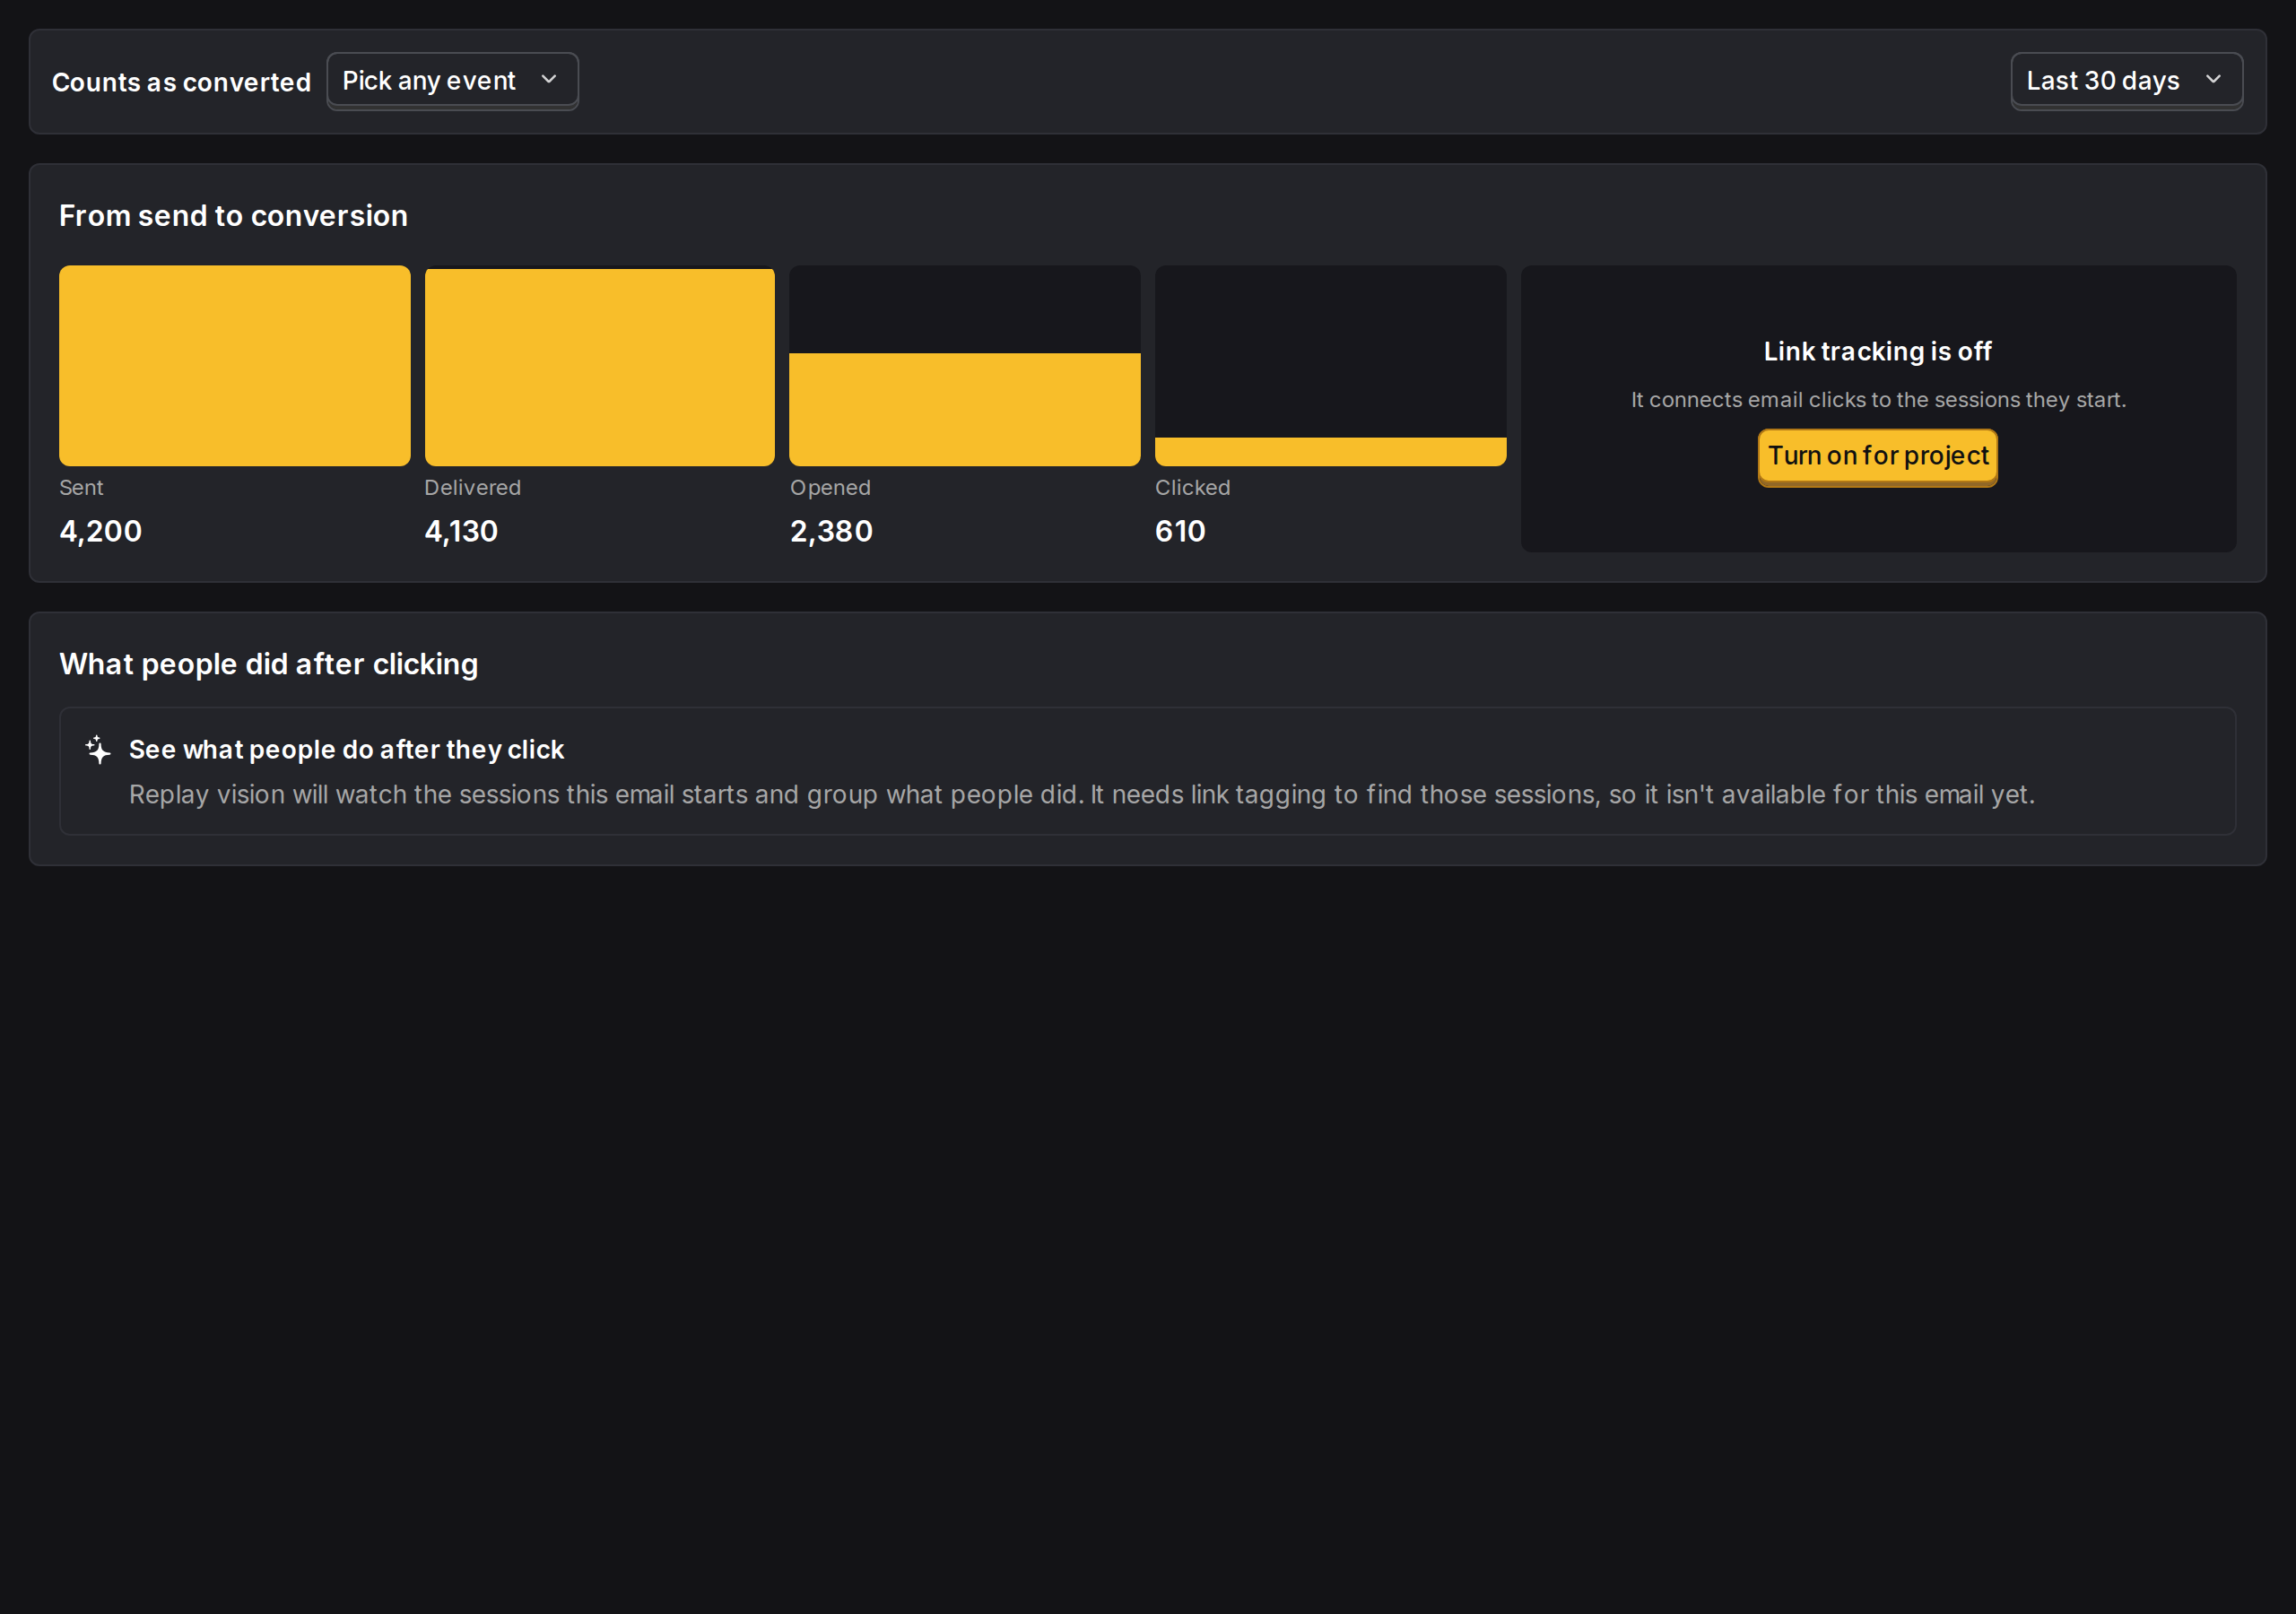 Counts as converted
Pick any event
Last 30 days
From send to conversion
Sent
4,200
Delivered
4,130
Opened
2,380
Clicked
610
Link tracking is off
It connects email clicks to the sessions they start.
Turn on for project
What people did after clicking
See what people do after they click
Replay vision will watch the sessions this email starts and group what people did. It needs link tagging to find those sessions, so it isn't available for this email yet.